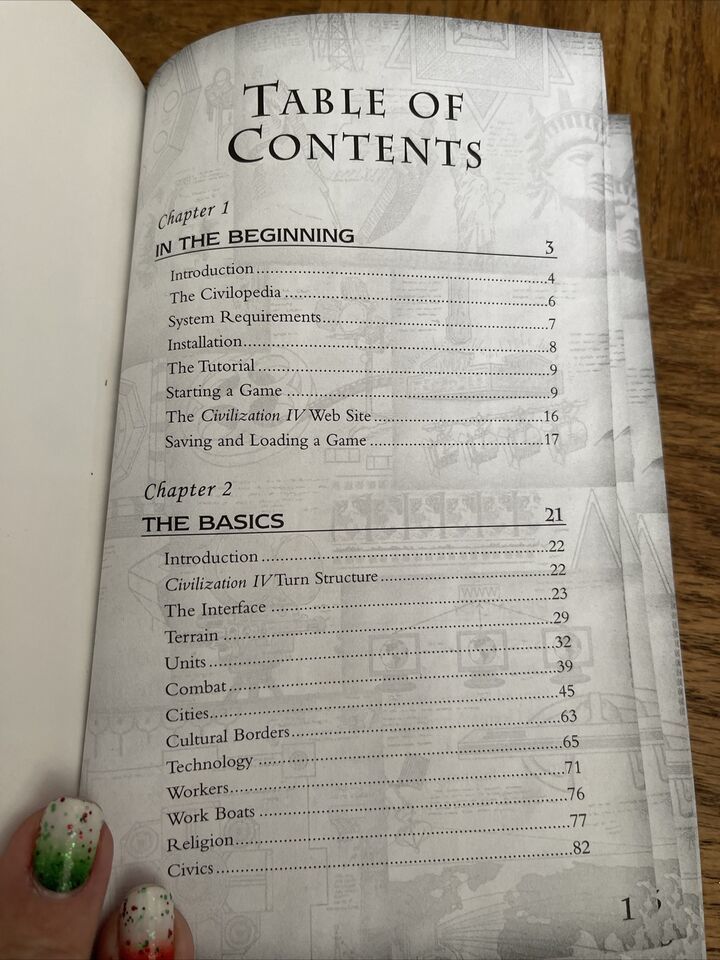 TABLE OF
CONTENTS
Chapter 1
IN THE BEGINNING 3
Introduction....................4
The Civilopedia....................6
System Requirements....................7
Installation....................8
The Tutorial....................9
Starting a Game....................9
The Civilization IV Web Site....................16
Saving and Loading a Game....................17
Chapter 2
THE BASICS 21
Introduction....................22
Civilization IV Turn Structure....................22
The Interface....................23
Terrain....................29
Units....................32
Combat....................39
Cities....................45
Cultural Borders....................63
Technology....................65
Workers....................71
Work Boats....................76
Religion....................77
Civics....................82
1